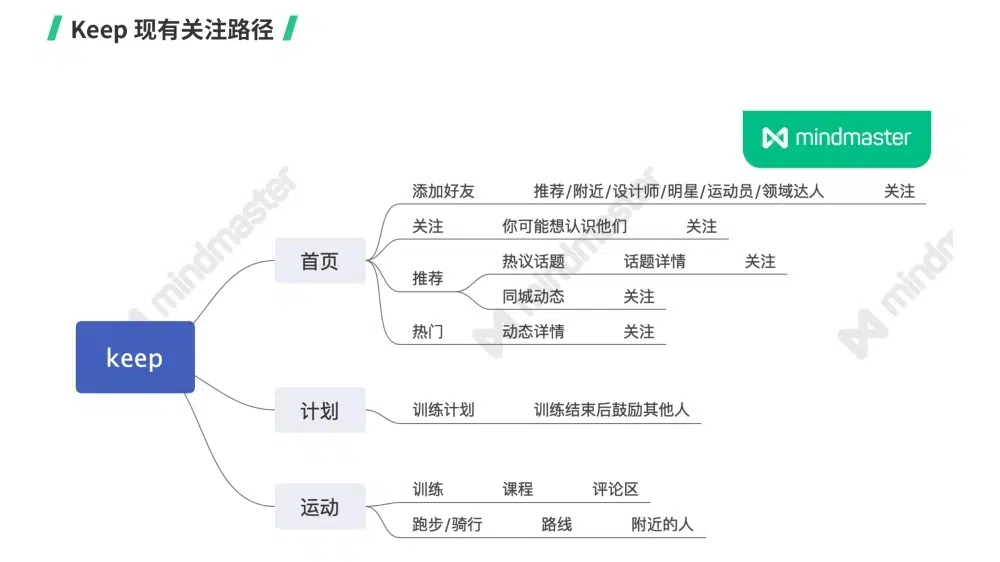 Keep 现有关注路径
mindmaster
添加好友 推荐/附近/设计师/明星/运动员/领域达人 关注
关注 你可能想认识他们 关注
首页
热议话题 话题详情 关注
推荐
同城动态 关注
热门 动态详情 关注
keep
计划
训练计划 训练结束后鼓励其他人
训练 课程 评论区
运动
跑步/骑行 路线 附近的人
mindmaster
mindmaster
mindmaster